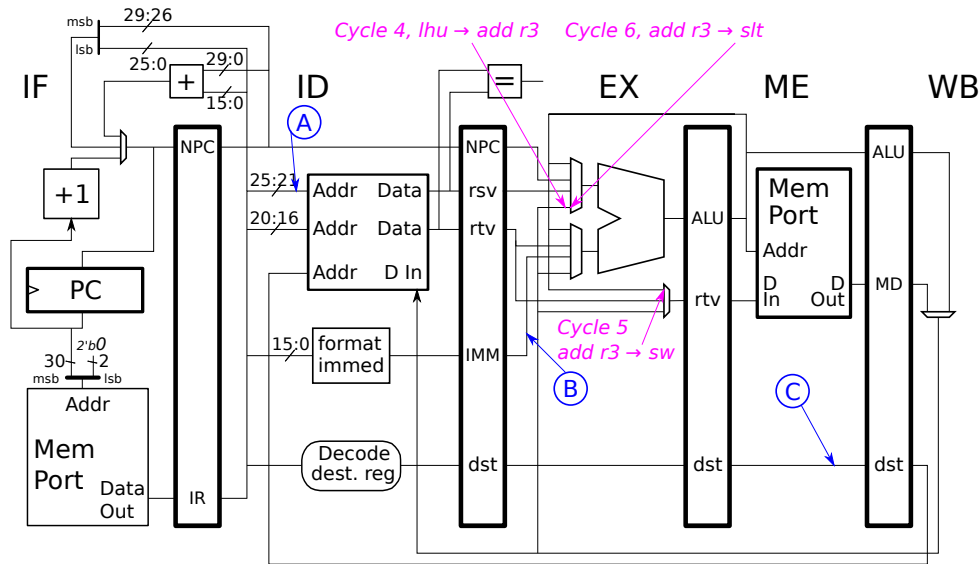 29:26
msb
lsb
25:0
29:0
+
15:0
=
Cycle 4, lhu → add r3
Cycle 6, add r3 → slt
IF
ID
EX
ME
WB
A
NPC
NPC
ALU
+1
25:21
Addr
Data
rsv
Mem
Port
20:16
Addr
Data
rtv
ALU
Addr
Addr
D In
PC
rtv
D
In
D
Out
MD
Cycle 5
add r3 → sw
2'b0
30
2
msb
lsb
15:0
format
immed
IMM
B
C
Addr
Mem
Port
Data
Out
IR
Decode
dest. reg
dst
dst
dst